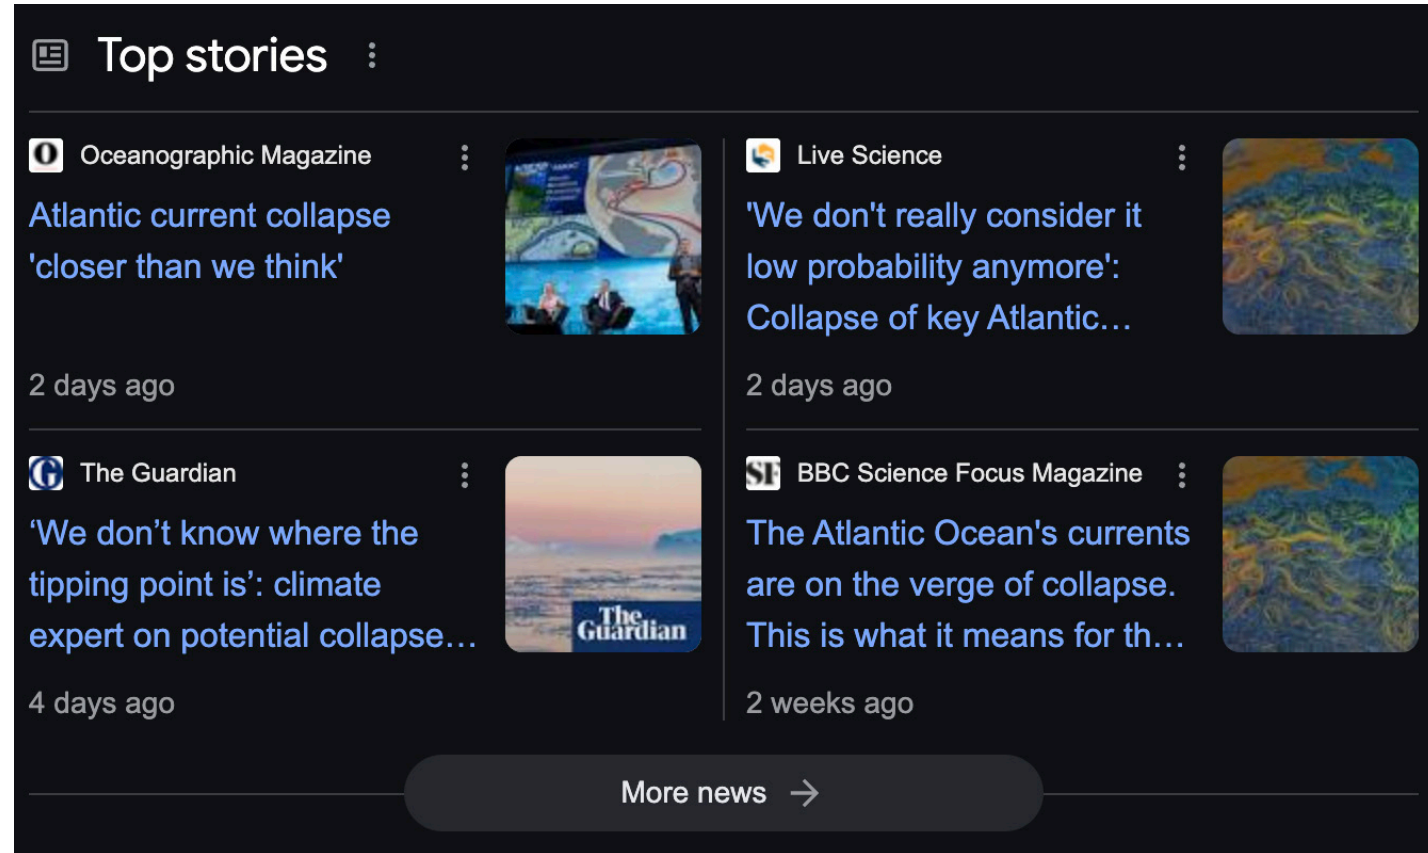 Top stories
Oceanographic Magazine
Atlantic current collapse
'closer than we think'
2 days ago
Live Science
'We don't really consider it
low probability anymore':
Collapse of key Atlantic…
2 days ago
G
The Guardian
‘We don’t know where the
tipping point is’: climate
expert on potential collapse…
The
Guardian
4 days ago
SF
BBC Science Focus Magazine
The Atlantic Ocean's currents
are on the verge of collapse.
This is what it means for th…
2 weeks ago
More news